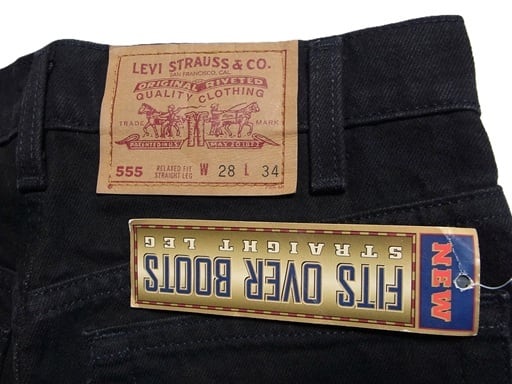 LEVI STRAUSS & CO.
SAN FRANCISCO, CAL.
ORIGINAL RIVETED
QUALITY CLOTHING
TRADE MARK
PATENTED IN U.S. MAY 20 1873
555 RELAXED FIT STRAIGHT LEG W 28 L 34
NEW
FITS OVER BOOTS
STRAIGHT LEG